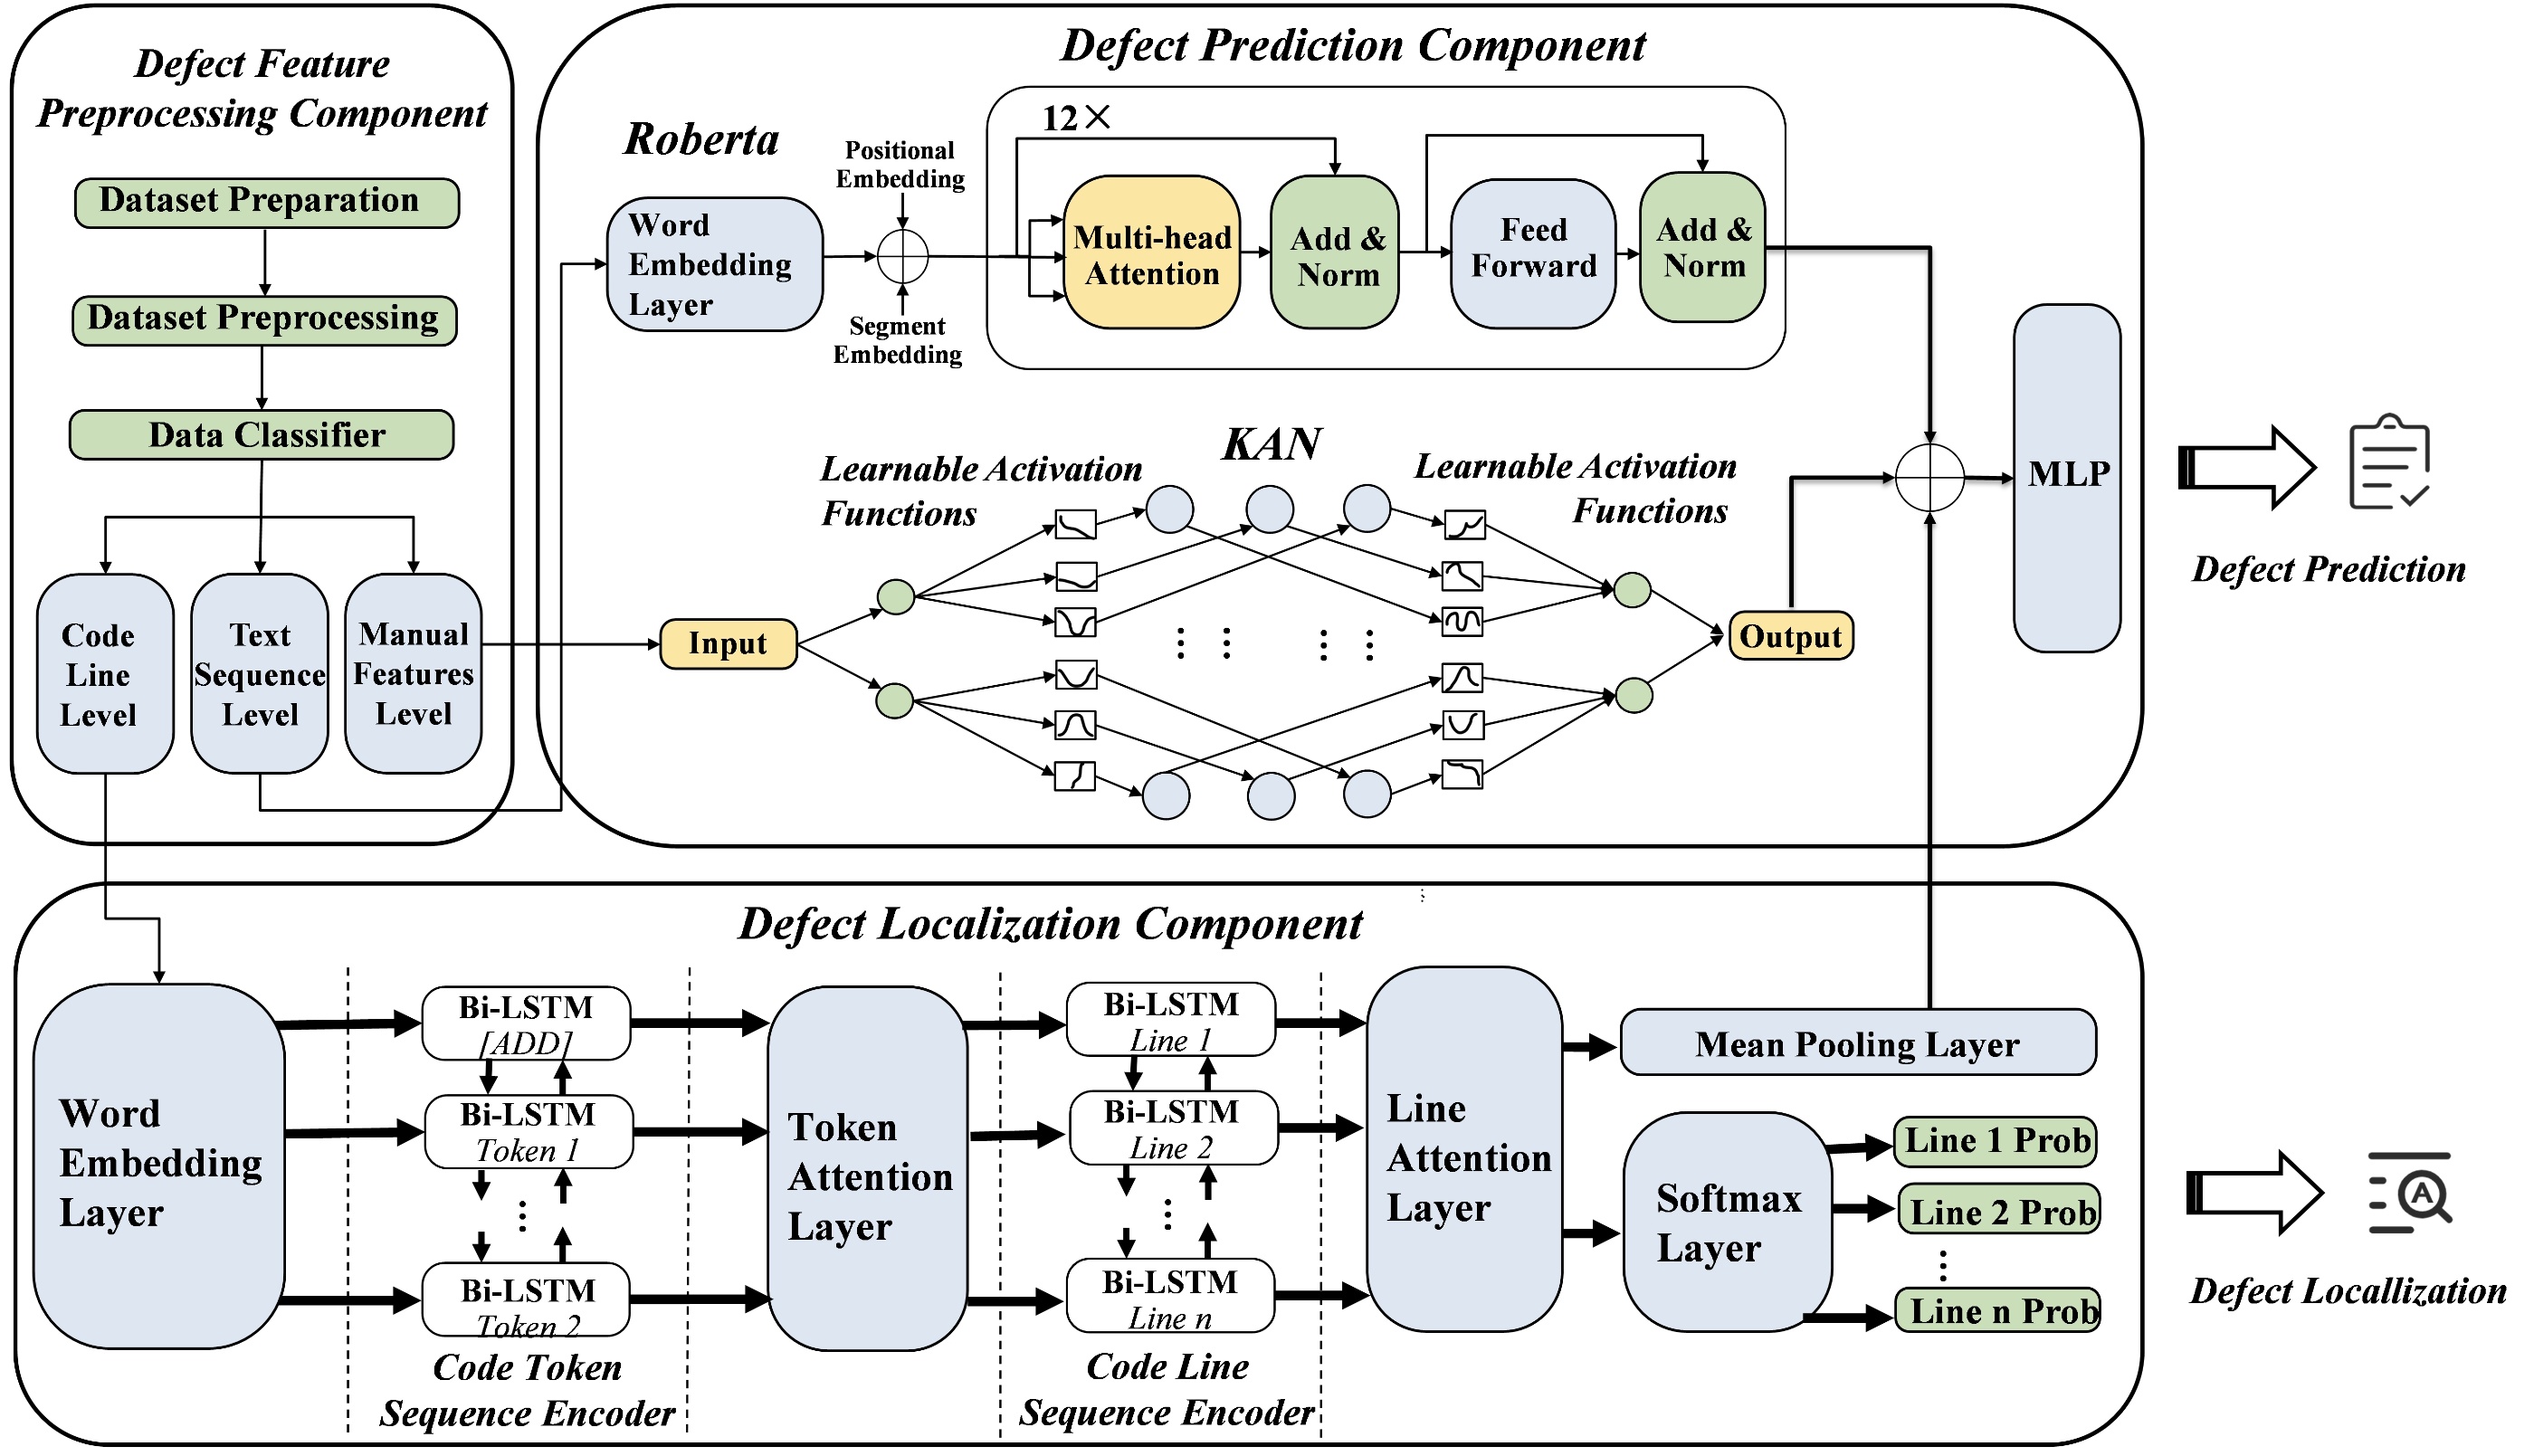 Defect Feature
Preprocessing Component
Dataset Preparation
Dataset Preprocessing
Data Classifier
Code
Line
Level
Text
Sequence
Level
Manual
Features
Level
Defect Prediction Component
Roberta
Word
Embedding
Layer
Positional
Embedding
Segment
Embedding
12×
Multi-head
Attention
Add &
Norm
Feed
Forward
Add &
Norm
KAN
Learnable Activation
Functions
Learnable Activation
Functions
Input
Output
MLP
Defect Prediction
Defect Localization Component
Word
Embedding
Layer
Bi-LSTM
[ADD]
Bi-LSTM
Token 1
Bi-LSTM
Token 2
Code Token
Sequence Encoder
Token
Attention
Layer
Bi-LSTM
Line 1
Bi-LSTM
Line 2
Bi-LSTM
Line n
Code Line
Sequence Encoder
Line
Attention
Layer
Mean Pooling Layer
Softmax
Layer
Line 1 Prob
Line 2 Prob
Line n Prob
A
Defect Locallization